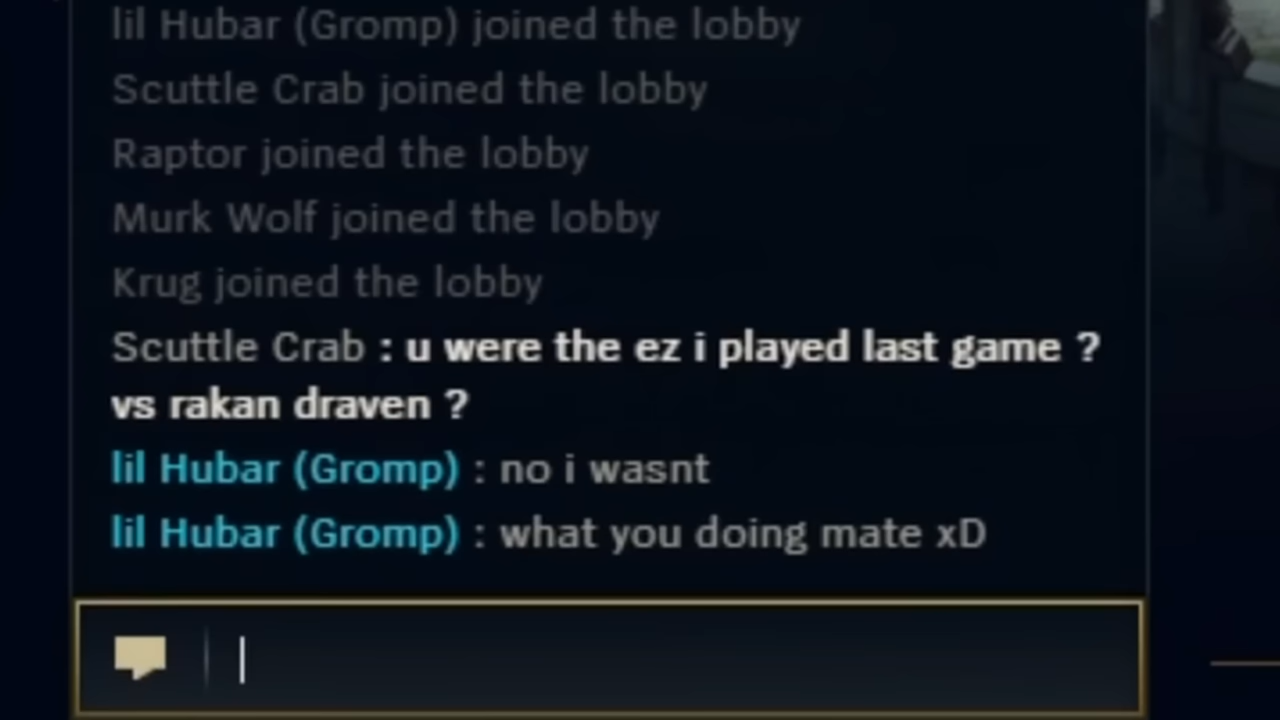 lil Hubar (Gromp) joined the lobby
Scuttle Crab joined the lobby
Raptor joined the lobby
Murk Wolf joined the lobby
Krug joined the lobby
Scuttle Crab : u were the ez i played last game ?
vs rakan draven ?
lil Hubar (Gromp) : no i wasnt
lil Hubar (Gromp) : what you doing mate xD